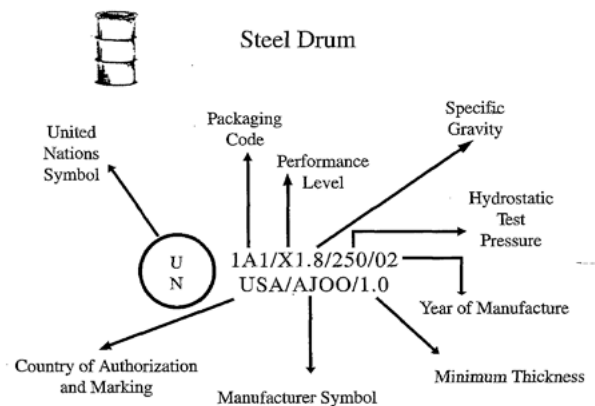 Steel Drum
United
Nations
Symbol
Packaging
Code
Performance
Level
Specific
Gravity
Hydrostatic
Test
Pressure
U
N
1A1/X1.8/250/02
USA/AJOO/1.0
Year of Manufacture
Country of Authorization
and Marking
Manufacturer Symbol
Minimum Thickness